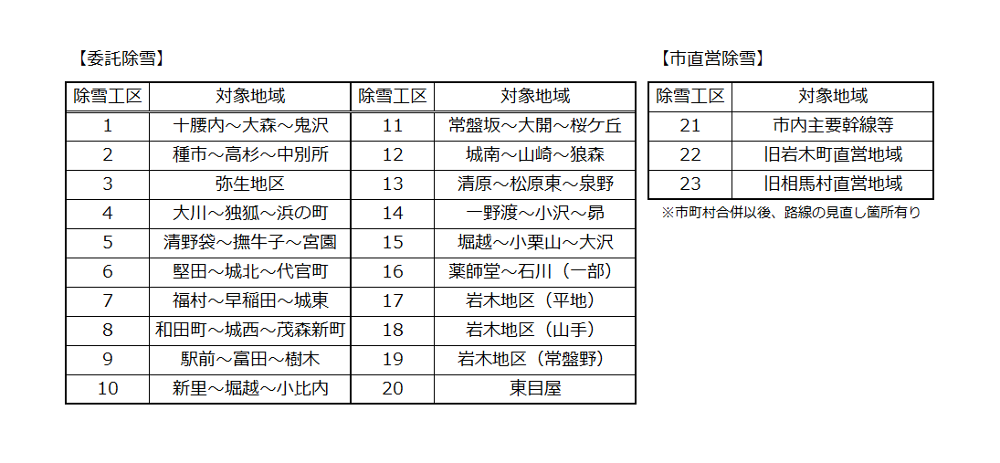 【委託除雪】
除雪工区 対象地域 除雪工区 対象地域
1 十腰内～大森～鬼沢 11 常盤坂～大開～桜ケ丘
2 種市～高杉～中別所 12 城南～山崎～狼森
3 弥生地区 13 清原～松原東～泉野
4 大川～独狐～浜の町 14 一野渡～小沢～昴
5 清野袋～撫牛子～宮園 15 堀越～小栗山～大沢
6 堅田～城北～代官町 16 薬師堂～石川（一部）
7 福村～早稲田～城東 17 岩木地区（平地）
8 和田町～城西～茂森新町 18 岩木地区（山手）
9 駅前～富田～樹木 19 岩木地区（常盤野）
10 新里～堀越～小比内 20 東目屋
【市直営除雪】
除雪工区 対象地域
21 市内主要幹線等
22 旧岩木町直営地域
23 旧相馬村直営地域
※市町村合併以後、路線の見直し箇所有り